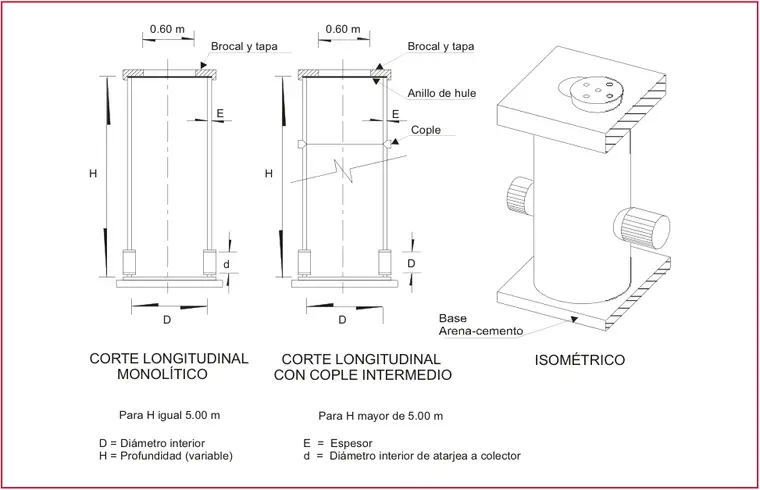 0.60 m
Brocal y tapa
E
H
d
D
CORTE LONGITUDINAL
MONOLÍTICO
Para H igual 5.00 m
0.60 m
Brocal y tapa
Anillo de hule
E
Cople
H
D
D
CORTE LONGITUDINAL
CON COPLE INTERMEDIO
Para H mayor de 5.00 m
Base
Arena-cemento
ISOMÉTRICO
D = Diámetro interior
H = Profundidad (variable)
E = Espesor
d = Diámetro interior de atarjea a colector